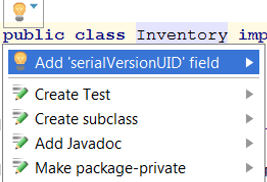 public class Inventory imp
Add 'serialVersionUID' field
Create Test
Create subclass
Add Javadoc
Make package-private